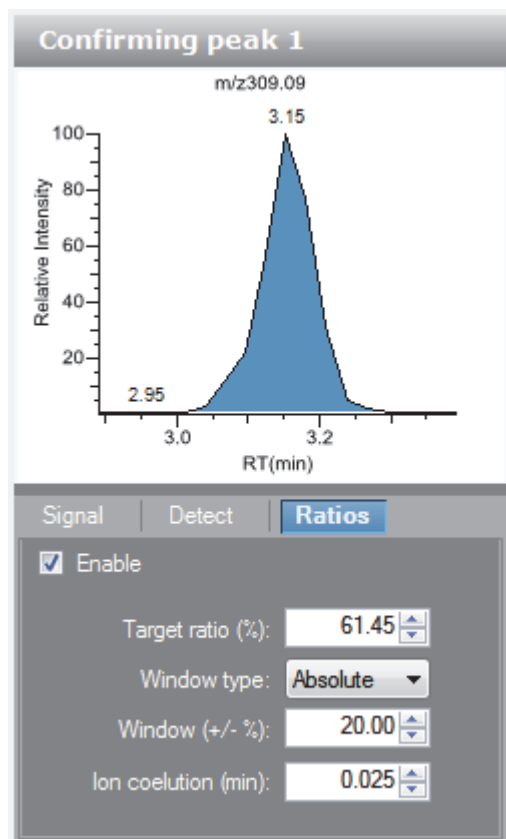 Confirming peak 1
m/z309.09
3.15
100
80
60
40
20
Relative Intensity
2.95
3.0
3.2
RT(min)
Signal Detect Ratios
Enable
Target ratio (%): 61.45
Window type: Absolute
Window (+/- %): 20.00
Ion coelution (min): 0.025